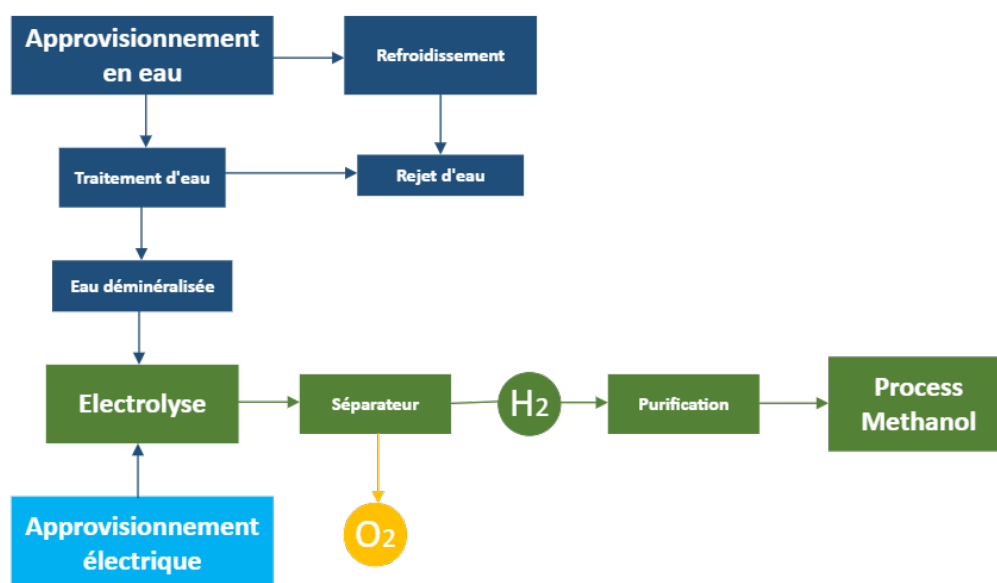 Approvisionnement
en eau
Refroidissement
Traitement d'eau
Rejet d'eau
Eau déminéralisée
Electrolyse
Séparateur
H2
Purification
Process
Methanol
Approvisionnement
électrique
O2